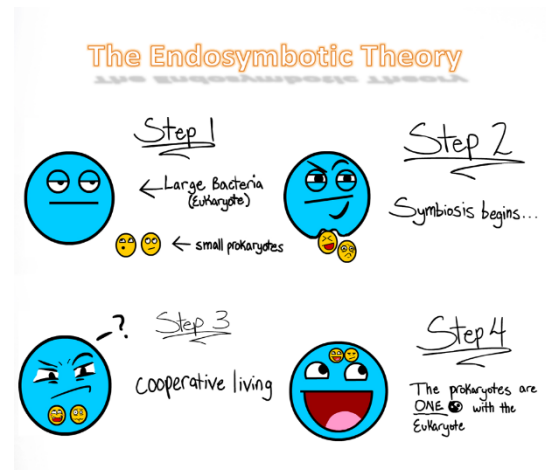 The Endosymbotic Theory
Step 1
←Large Bacteria
(Eukaryote)
← small prokaryotes
Step 2
Symbiosis begins...
?
Step 3
cooperative living
Step 4
The prokaryotes are
ONE with the
Eukaryote